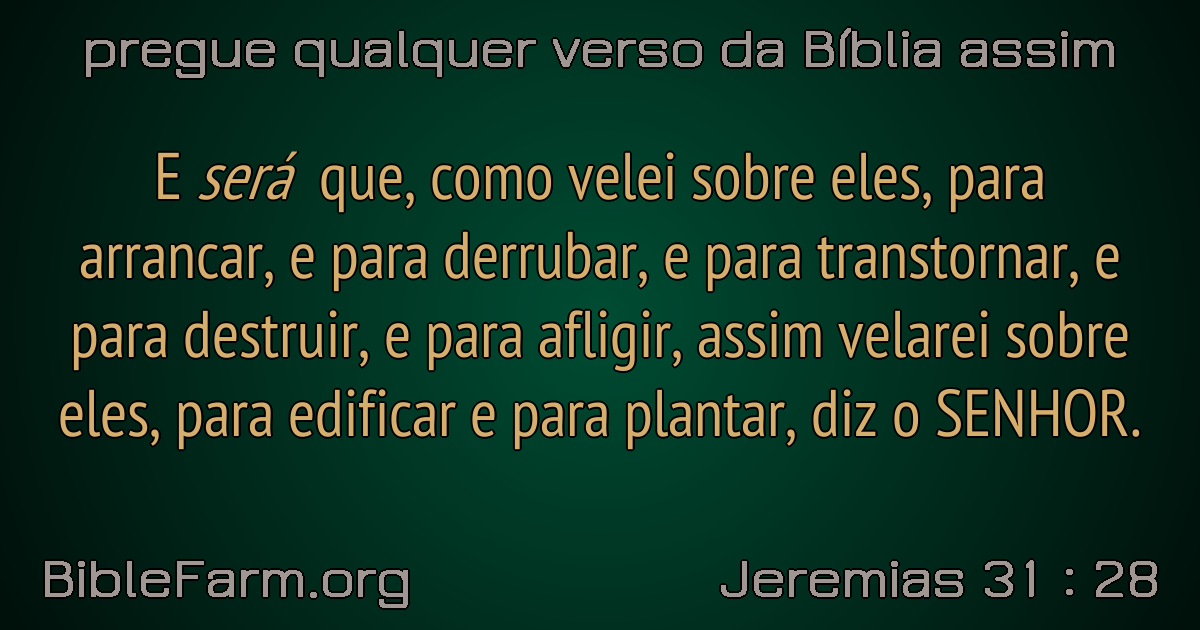 pregue qualquer verso da Bíblia assim
E será que, como velei sobre eles, para
arrancar, e para derrubar, e para transtornar, e
para destruir, e para afligir, assim velarei sobre
eles, para edificar e para plantar, diz o SENHOR.
BibleFarm.org
Jeremias 31 : 28